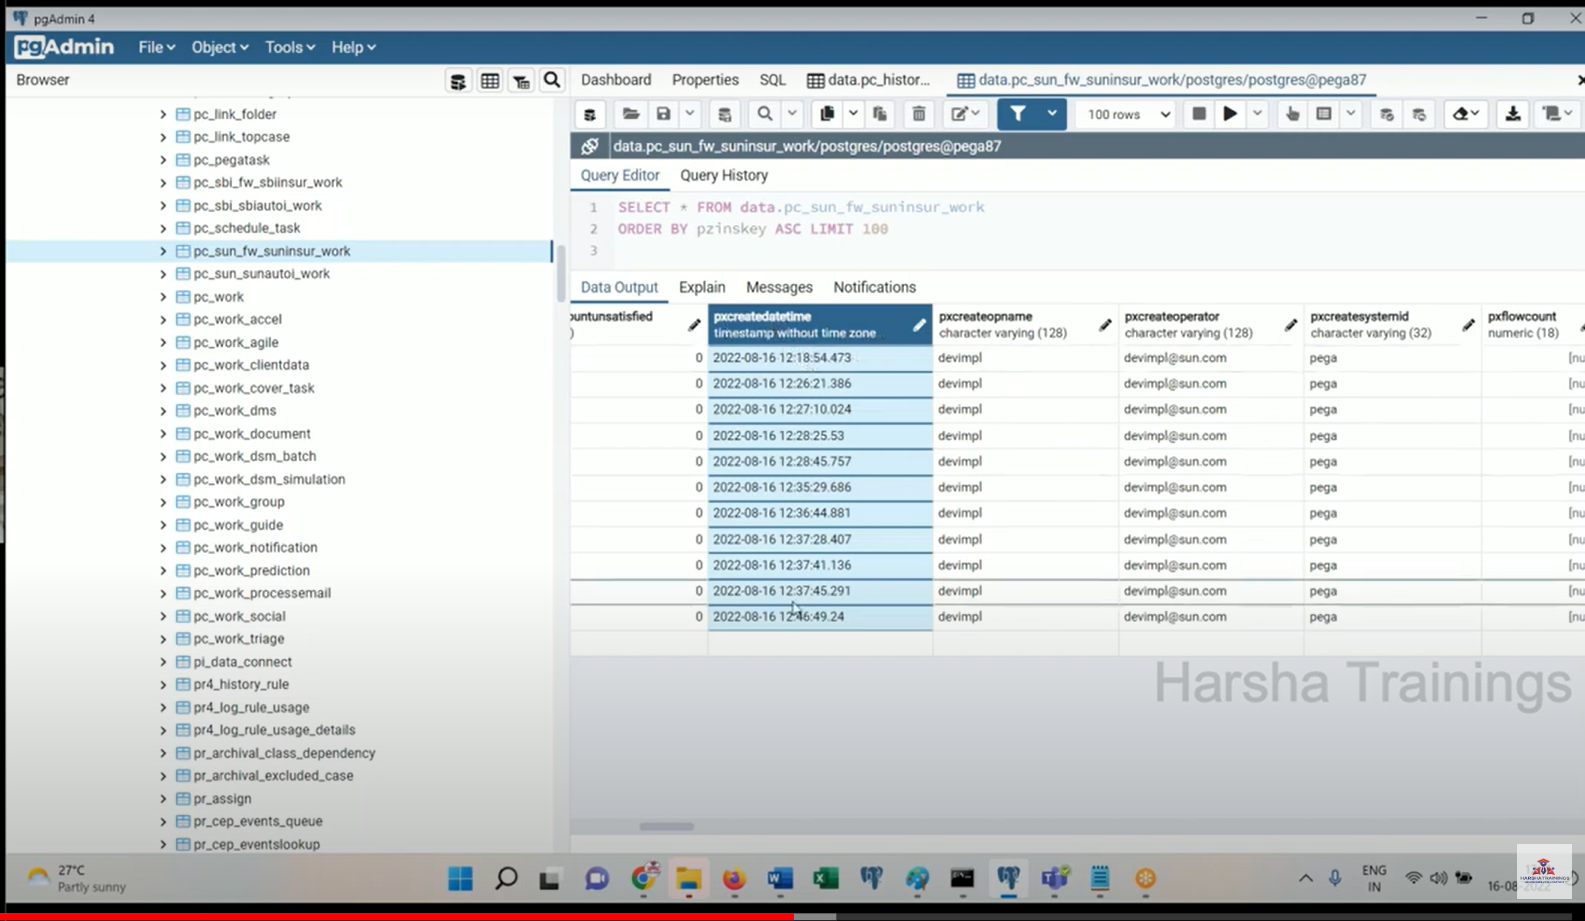 pgAdmin 4
pgAdmin File Object Tools Help
Browser
Dashboard Properties SQL data.pc_histor... data.pc_sun_fw_suninsur_work/postgres/postgres@pega87
100 rows
data.pc_sun_fw_suninsur_work/postgres/postgres@pega87
Query Editor Query History
1 SELECT * FROM data.pc_sun_fw_suninsur_work
2 ORDER BY pzinskey ASC LIMIT 100
3
Data Output Explain Messages Notifications
ountunsatisfied pxcreatedatetime pxcreateopname pxcreateoperator pxcreatesystemid pxflowcount
) timestamp without time zone character varying (128) character varying (128) character varying (32) numeric (18)
0 2022-08-16 12:18:54.473 devimpl devimpl@sun.com pega [nu
0 2022-08-16 12:26:21.386 devimpl devimpl@sun.com pega [nu
0 2022-08-16 12:27:10.024 devimpl devimpl@sun.com pega [nu
0 2022-08-16 12:28:25.53 devimpl devimpl@sun.com pega [nu
0 2022-08-16 12:28:45.757 devimpl devimpl@sun.com pega [nu
0 2022-08-16 12:35:29.686 devimpl devimpl@sun.com pega [nu
0 2022-08-16 12:36:44.881 devimpl devimpl@sun.com pega [nu
0 2022-08-16 12:37:28.407 devimpl devimpl@sun.com pega [nu
0 2022-08-16 12:37:41.136 devimpl devimpl@sun.com pega [nu
0 2022-08-16 12:37:45.291 devimpl devimpl@sun.com pega [nu
0 2022-08-16 12:46:49.24 devimpl devimpl@sun.com pega [nu
pc_link_folder
pc_link_topcase
pc_pegatask
pc_sbi_fw_sbiinsur_work
pc_sbi_sbiautoi_work
pc_schedule_task
pc_sun_fw_suninsur_work
pc_sun_sunautoi_work
pc_work
pc_work_accel
pc_work_agile
pc_work_clientdata
pc_work_cover_task
pc_work_dms
pc_work_document
pc_work_dsm_batch
pc_work_dsm_simulation
pc_work_group
pc_work_guide
pc_work_notification
pc_work_prediction
pc_work_processemail
pc_work_social
pc_work_triage
pi_data_connect
pr4_history_rule
pr4_log_rule_usage
pr4_log_rule_usage_details
pr_archival_class_dependency
pr_archival_excluded_case
pr_assign
pr_cep_events_queue
pr_cep_eventslookup
Harsha Trainings
27°C
Partly sunny
ENG
IN
HARSHA TRAININGS